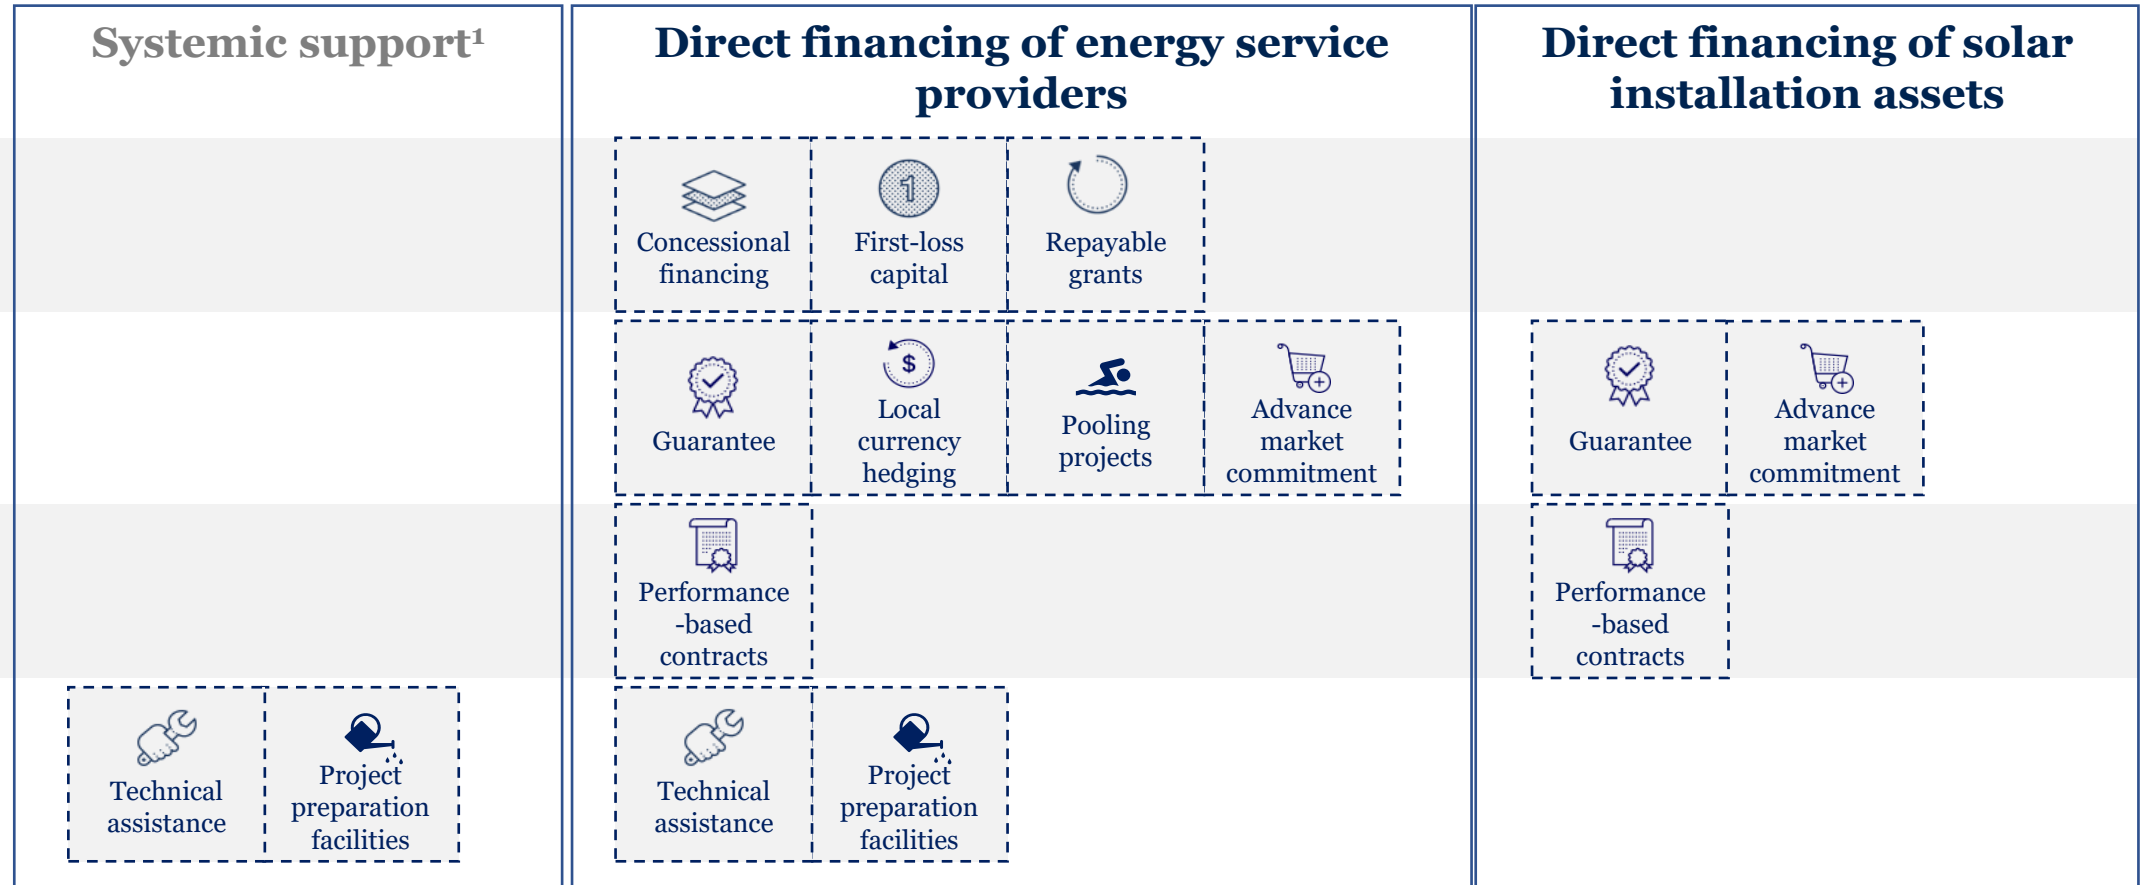 Systemic support¹
Direct financing of energy service
providers
Direct financing of solar
installation assets
Concessional
financing
First-loss
capital
Repayable
grants
Guarantee
$
Local
currency
hedging
Pooling
projects
Advance
market
commitment
Guarantee
Advance
market
commitment
Performance
-based
contracts
Performance
-based
contracts
Technical
assistance
Project
preparation
facilities
Technical
assistance
Project
preparation
facilities
1